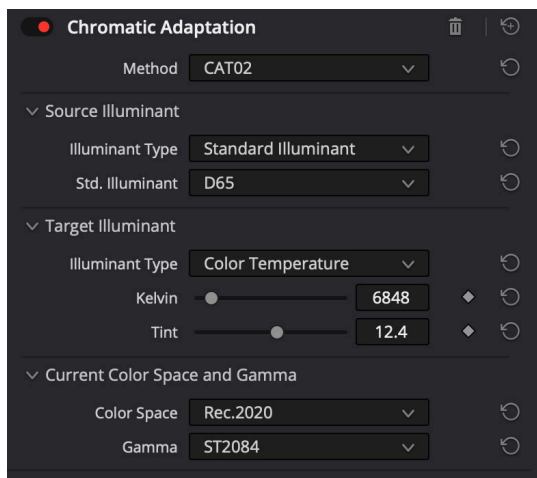 Chromatic Adaptation
Method CAT02
Source Illuminant
Illuminant Type Standard Illuminant
Std. Illuminant D65
Target Illuminant
Illuminant Type Color Temperature
Kelvin 6848
Tint 12.4
Current Color Space and Gamma
Color Space Rec.2020
Gamma ST2084